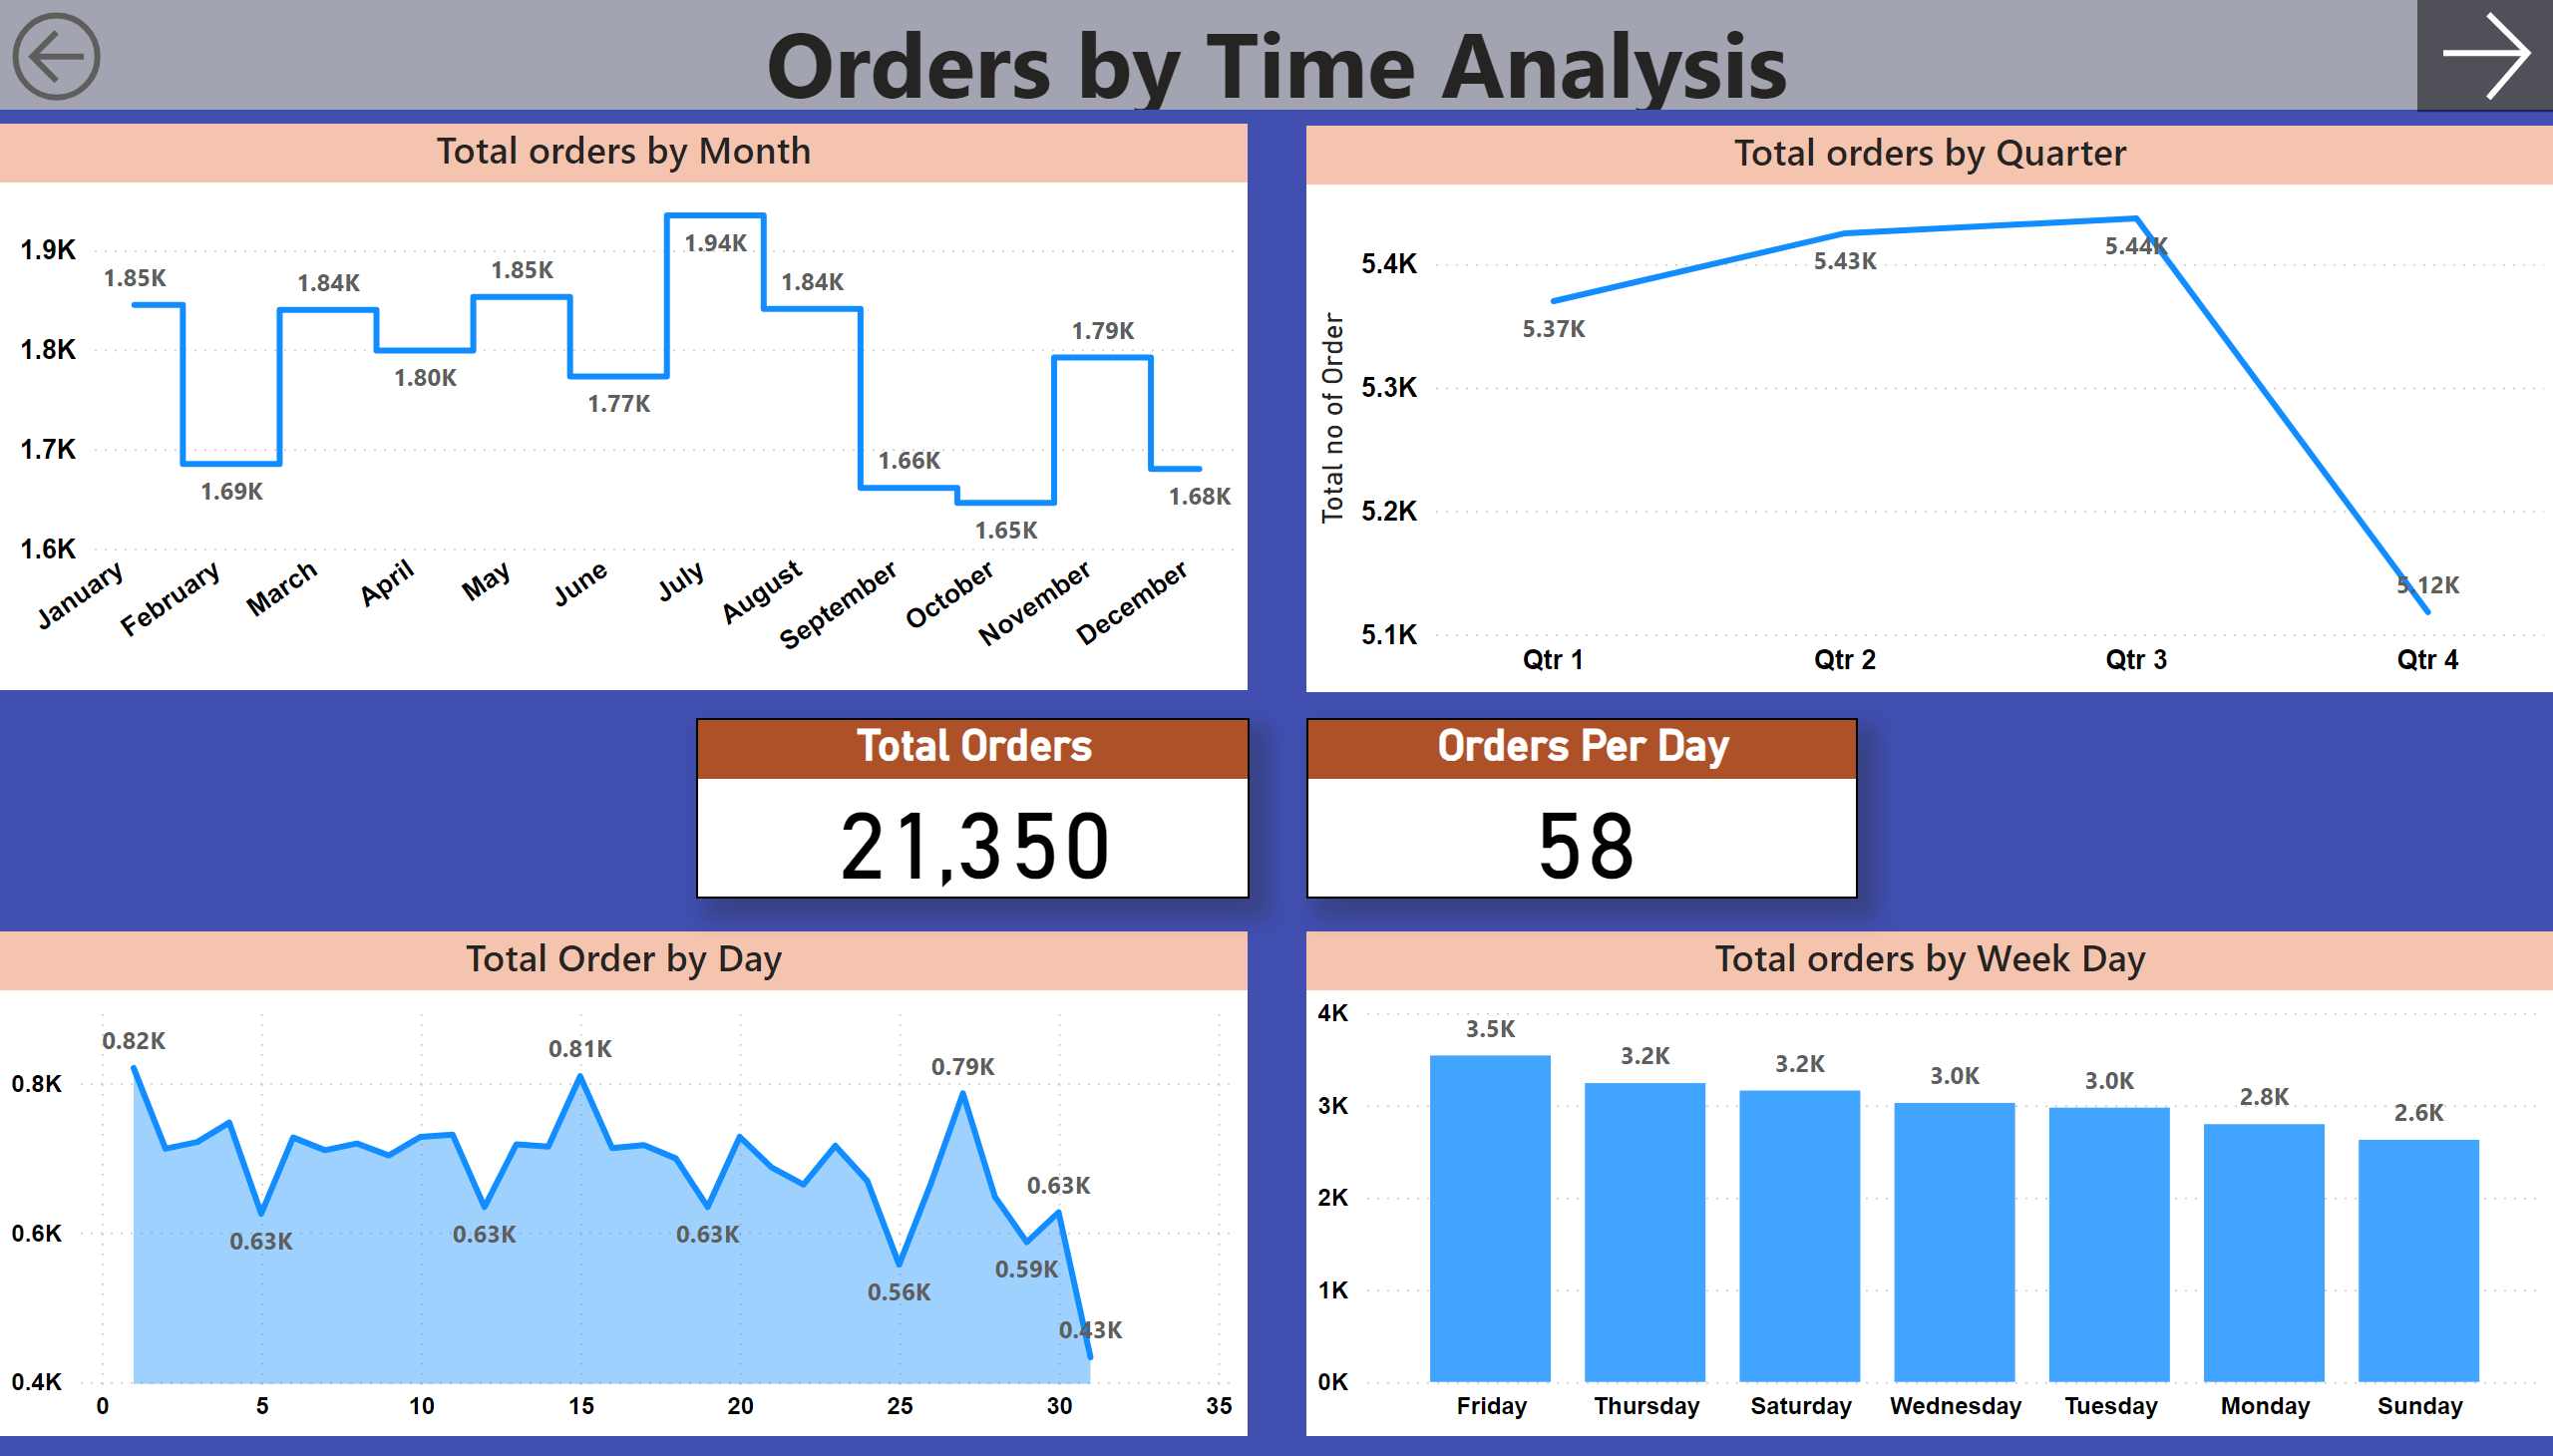 Orders by Time Analysis
Total orders by Month
1.9K
1.8K
1.7K
1.6K
1.85K
1.69K
1.84K
1.80K
1.85K
1.77K
1.94K
1.84K
1.66K
1.65K
1.79K
1.68K
January
February
March
April
May
June
July
August
September
October
November
December
Total orders by Quarter
Total no of Order
5.4K
5.3K
5.2K
5.1K
5.37K
5.43K
5.44K
5.12K
Qtr 1
Qtr 2
Qtr 3
Qtr 4
Total Orders
21,350
Orders Per Day
58
Total Order by Day
0.8K
0.6K
0.4K
0.82K
0.63K
0.63K
0.81K
0.63K
0.56K
0.79K
0.59K
0.63K
0.43K
0
5
10
15
20
25
30
35
Total orders by Week Day
4K
3K
2K
1K
0K
3.5K
3.2K
3.2K
3.0K
3.0K
2.8K
2.6K
Friday
Thursday
Saturday
Wednesday
Tuesday
Monday
Sunday